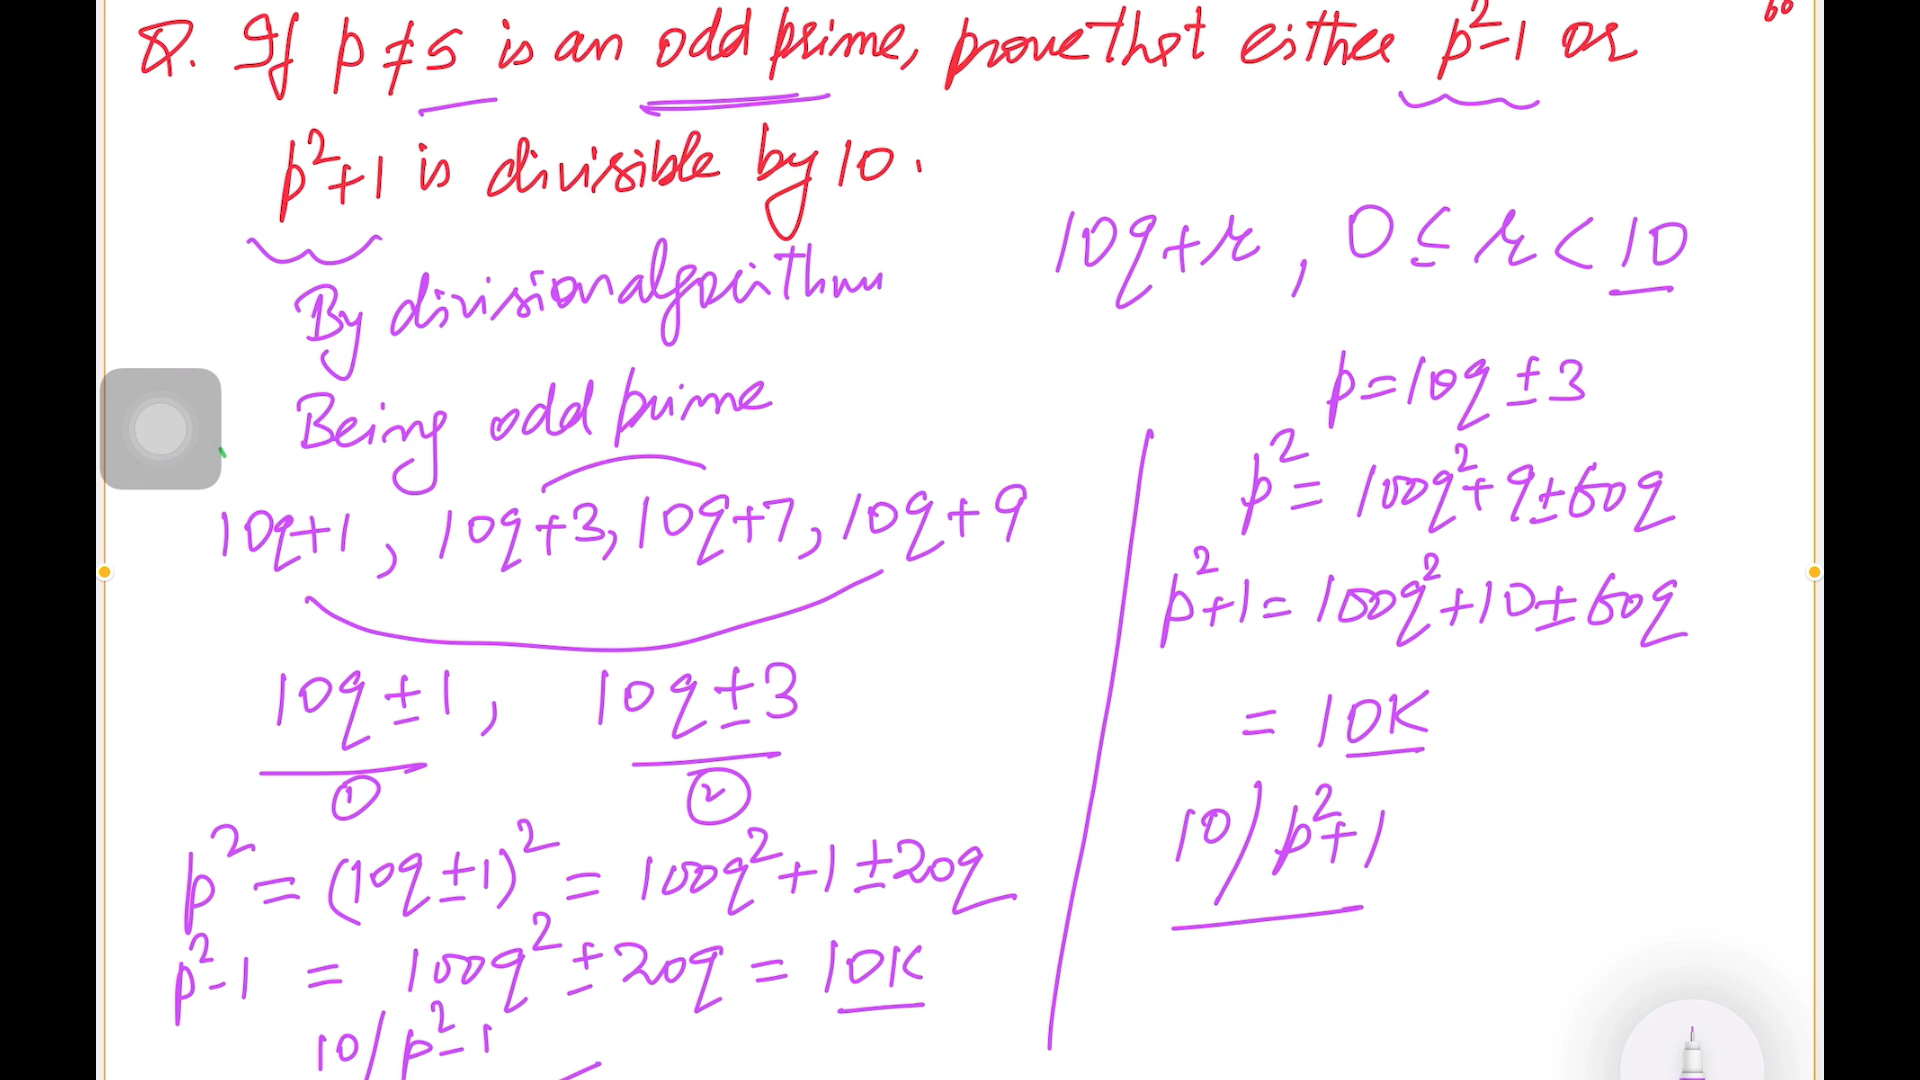 Q. If p ≠ 5 is an odd prime, prove that either p²-1 or
p²+1 is divisible by 10.
By division algorithm
10q+r, 0 ≤ r < 10
Being odd prime
10q+1, 10q+3, 10q+7, 10q+9
10q ± 1, 10q ± 3
① ②
p² = (10q ± 1)² = 100q² + 1 ± 20q
p²-1 = 100q² ± 20q = 10K
10/p²-1
p = 10q ± 3
p² = 100q² + 9 ± 60q
p²+1 = 100q² + 10 ± 60q
= 10K
10/p²+1